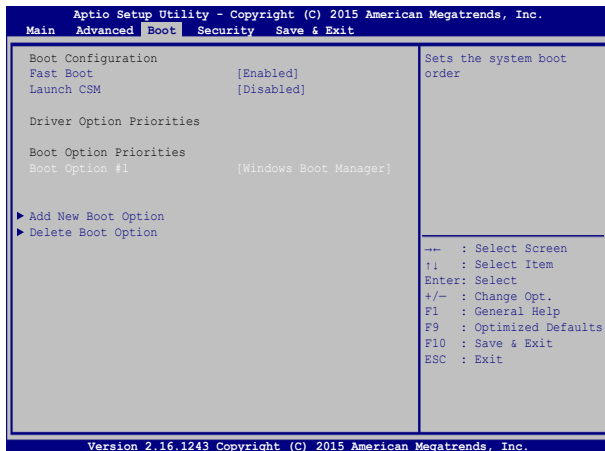 Aptio Setup Utility - Copyright (C) 2015 American Megatrends, Inc.
Main Advanced Boot Security Save & Exit
Boot Configuration
Fast Boot [Enabled]
Launch CSM [Disabled]
Driver Option Priorities
Boot Option Priorities
Boot Option #1 [Windows Boot Manager]
Add New Boot Option
Delete Boot Option
Sets the system boot
order
→← : Select Screen
↑↓ : Select Item
Enter: Select
+/— : Change Opt.
F1 : General Help
F9 : Optimized Defaults
F10 : Save & Exit
ESC : Exit
Version 2.16.1243 Copyright (C) 2015 American Megatrends, Inc.